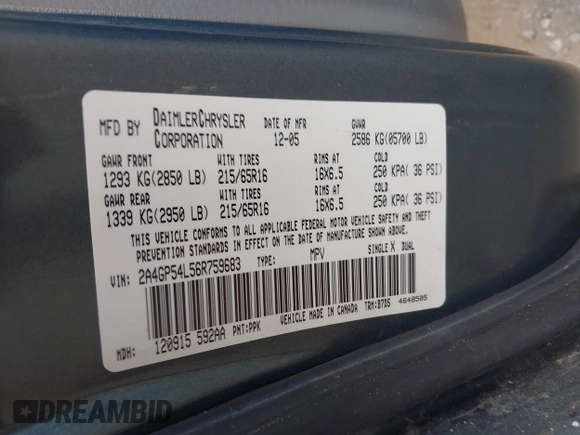 MFD BY DAIMLERCHRYSLER CORPORATION DATE OF MFR 12-05 GVWR 2586 KG(05700 LB)
GAWR FRONT WITH TIRES RIMS AT COLD
1293 KG(2850 LB) 215/65R16 16X6.5 250 KPA( 36 PSI)
GAWR REAR WITH TIRES RIMS AT COLD
1339 KG(2950 LB) 215/65R16 16X6.5 250 KPA( 36 PSI)
THIS VEHICLE CONFORMS TO ALL APPLICABLE FEDERAL MOTOR VEHICLE SAFETY AND THEFT
PREVENTION STANDARDS IN EFFECT ON THE DATE OF MANUFACTURE SHOWN ABOVE.
VIN: 2A4GP54L56R759683 TYPE: MPV SINGLE X DUAL
MDH: 120915 592AA PNT:PPK VEHICLE MADE IN CANADA TRM:B7D5 4648505
DREAMBID